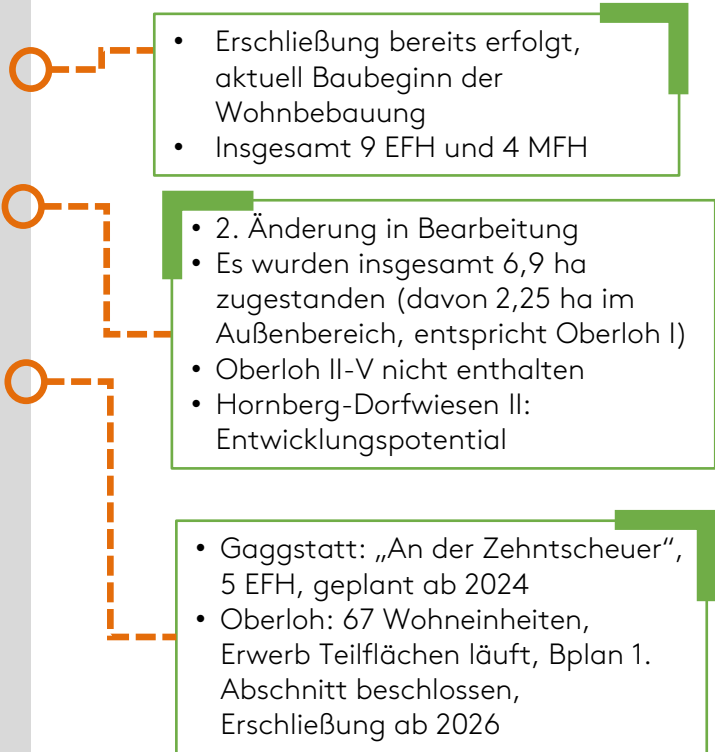 • Erschließung bereits erfolgt,
aktuell Baubeginn der
Wohnbebauung
• Insgesamt 9 EFH und 4 MFH
• 2. Änderung in Bearbeitung
• Es wurden insgesamt 6,9 ha
zugestanden (davon 2,25 ha im
Außenbereich, entspricht Oberloh I)
• Oberloh II-V nicht enthalten
• Hornberg-Dorfwiesen II:
Entwicklungspotential
• Gaggstatt: „An der Zehntscheuer“,
5 EFH, geplant ab 2024
• Oberloh: 67 Wohneinheiten,
Erwerb Teilflächen läuft, Bplan 1.
Abschnitt beschlossen,
Erschließung ab 2026